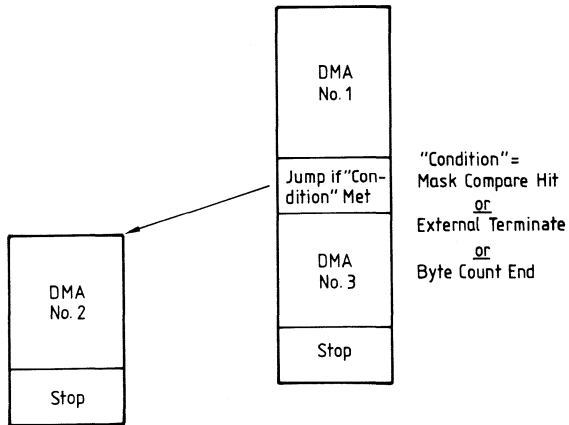 DMA
No. 1
Jump if "Con-
dition" Met
DMA
No. 3
Stop
"Condition" =
Mask Compare Hit
or
External Terminate
or
Byte Count End
DMA
No. 2
Stop